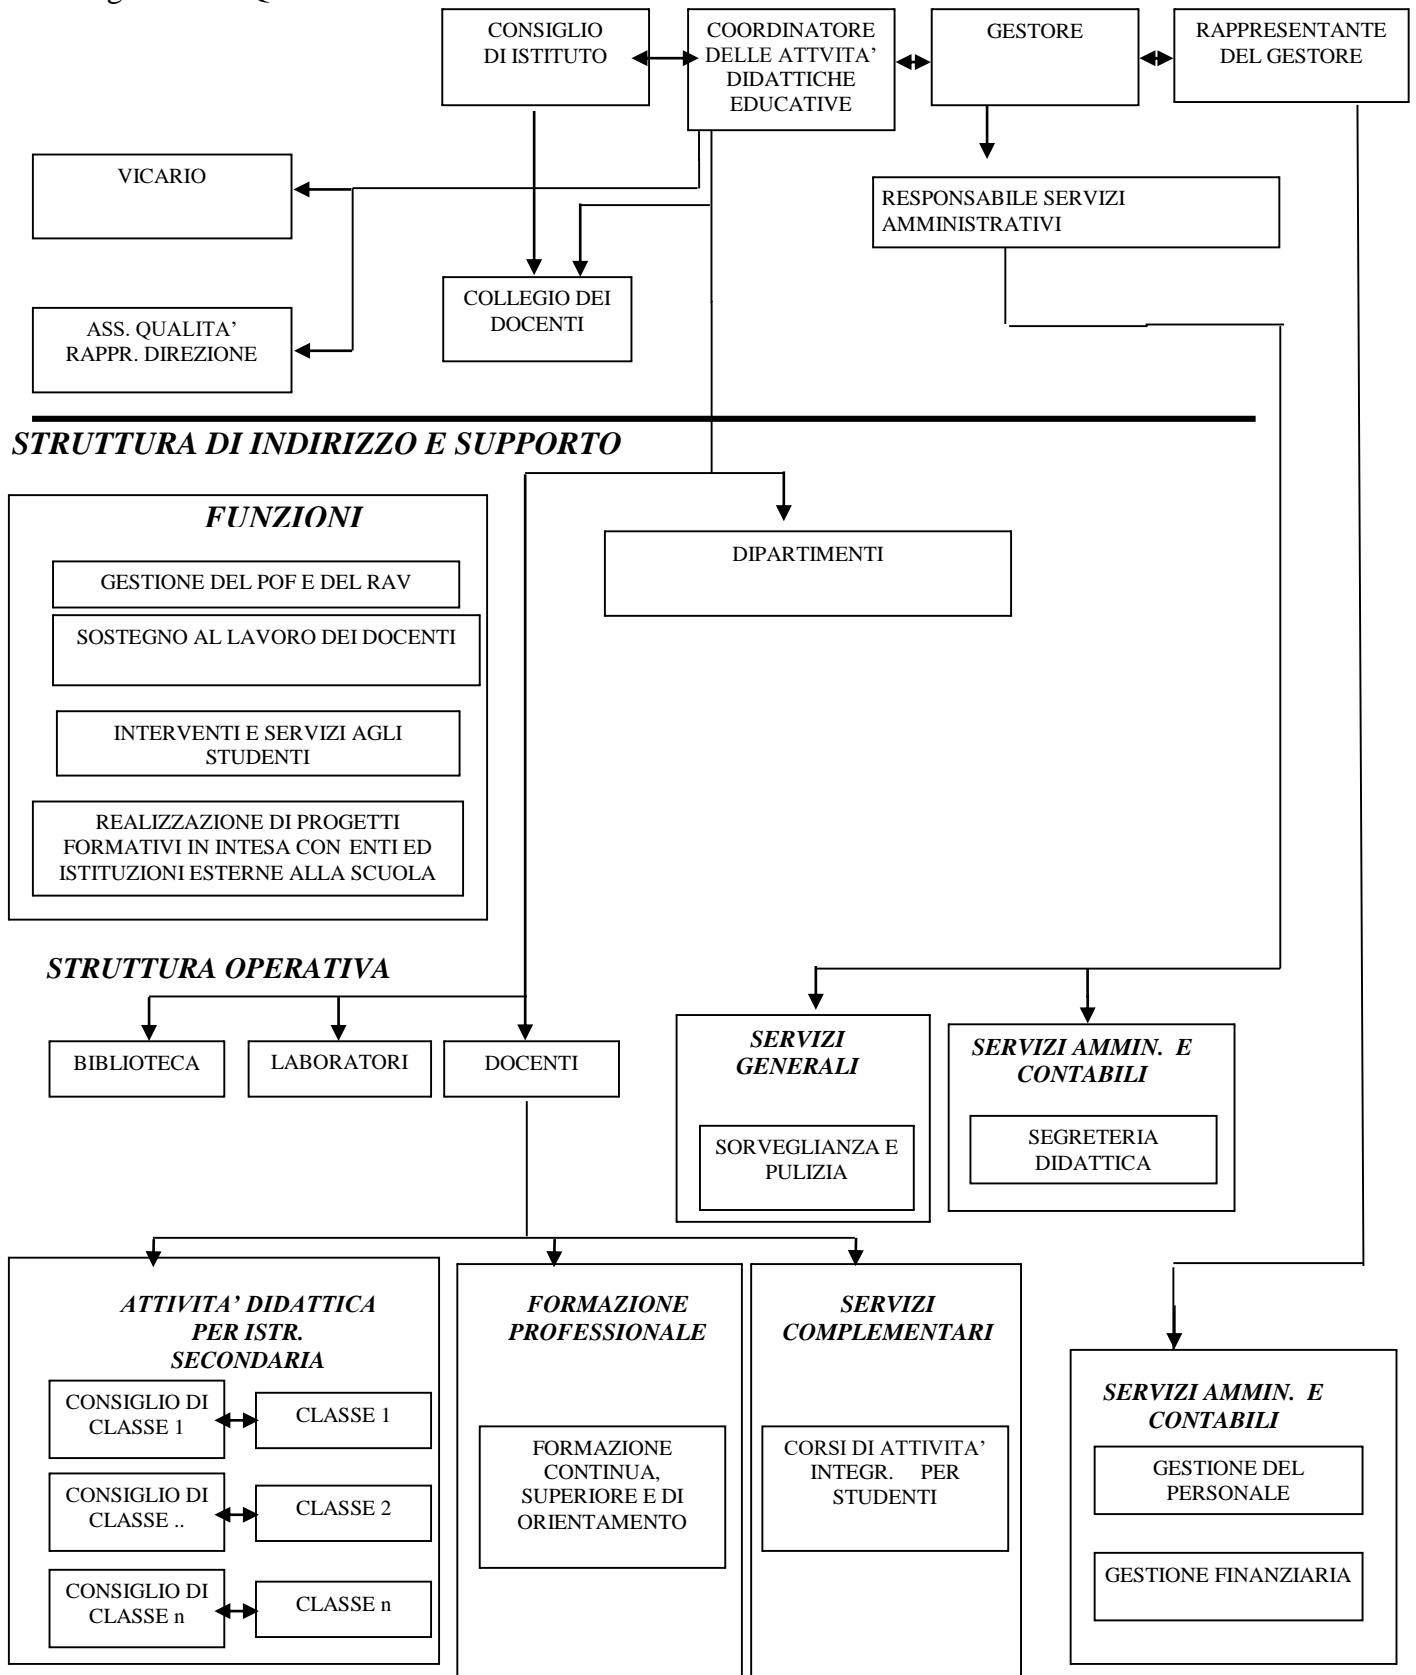 CONSIGLIO
DI ISTITUTO
COORDINATORE
DELLE ATTVITA’
DIDATTICHE
EDUCATIVE
GESTORE
RAPPRESENTANTE
DEL GESTORE
VICARIO
RESPONSABILE SERVIZI
AMMINISTRATIVI
COLLEGIO DEI
DOCENTI
ASS. QUALITA’
RAPPR. DIREZIONE
STRUTTURA DI INDIRIZZO E SUPPORTO
FUNZIONI
GESTIONE DEL POF E DEL RAV
SOSTEGNO AL LAVORO DEI DOCENTI
INTERVENTI E SERVIZI AGLI
STUDENTI
REALIZZAZIONE DI PROGETTI
FORMATIVI IN INTESA CON ENTI ED
ISTITUZIONI ESTERNE ALLA SCUOLA
DIPARTIMENTI
STRUTTURA OPERATIVA
BIBLIOTECA
LABORATORI
DOCENTI
SERVIZI
GENERALI
SORVEGLIANZA E
PULIZIA
SERVIZI AMMIN. E
CONTABILI
SEGRETERIA
DIDATTICA
ATTIVITA’ DIDATTICA
PER ISTR.
SECONDARIA
CONSIGLIO DI
CLASSE 1
CLASSE 1
CONSIGLIO DI
CLASSE ..
CLASSE 2
CONSIGLIO DI
CLASSE n
CLASSE n
FORMAZIONE
PROFESSIONALE
FORMAZIONE
CONTINUA,
SUPERIORE E DI
ORIENTAMENTO
SERVIZI
COMPLEMENTARI
CORSI DI ATTIVITA’
INTEGR. PER
STUDENTI
SERVIZI AMMIN. E
CONTABILI
GESTIONE DEL
PERSONALE
GESTIONE FINANZIARIA